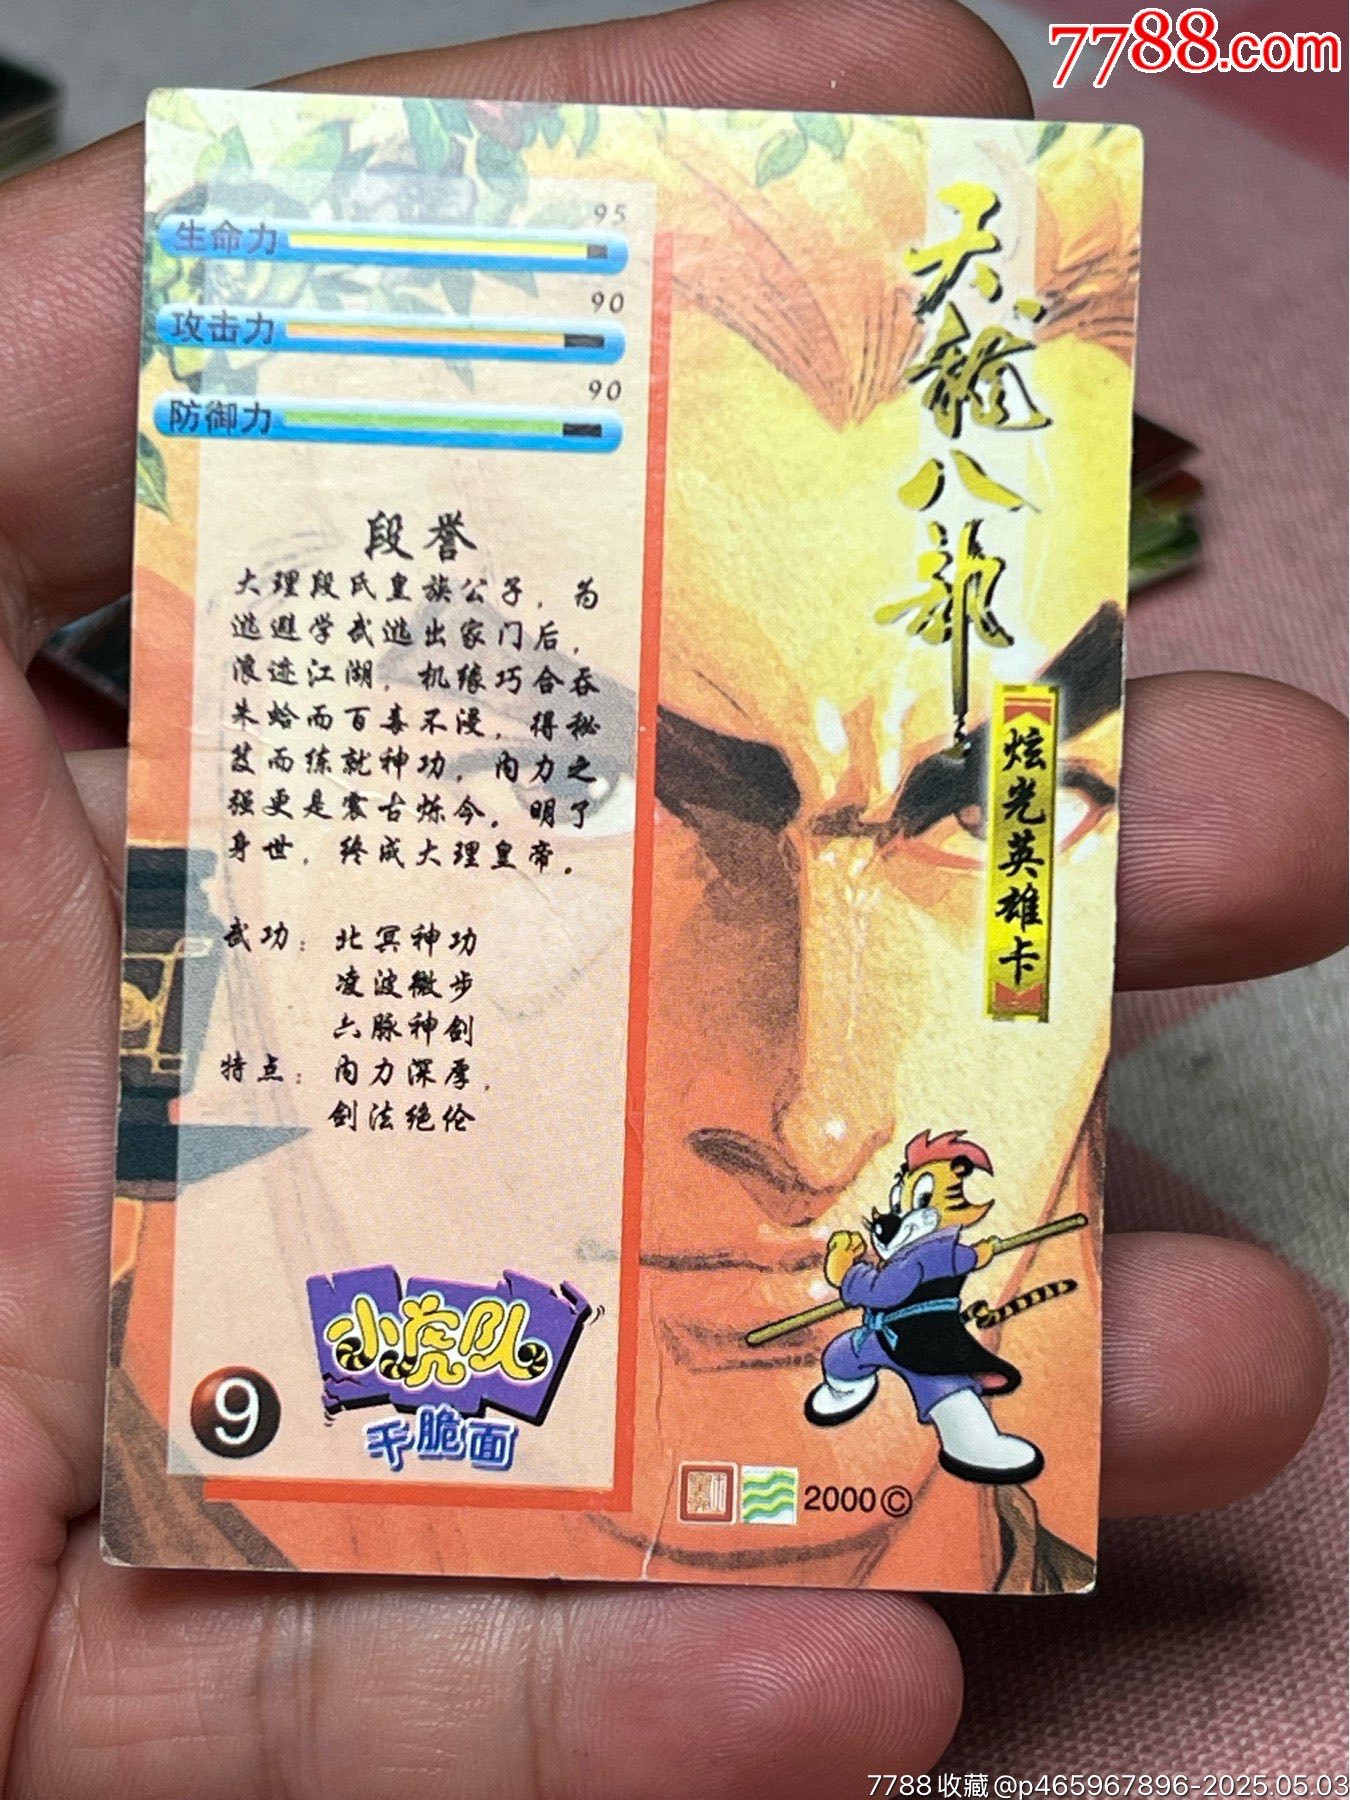 7788.com
生命力 95
攻击力 90
防御力 90
段誉
大理段氏皇族公子，为
逃避学武逃出家门后，
浪迹江湖，机缘巧合吞
朱蛤而百毒不浸，得秘
芨而练就神功，内力之
强更是震古烁今。明了
身世，终成大理皇帝。
武功：北冥神功
凌波微步
六脉神剑
特点：内力深厚，
剑法绝伦
小虎队
干脆面
9
天龍八部
炫光英雄卡
2000©
7788收藏@p465967896-2025.05.03